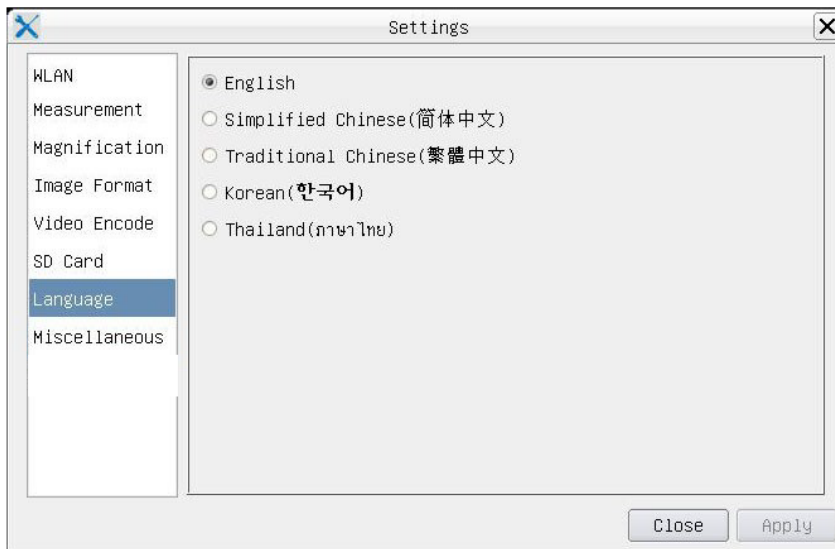 Settings
WLAN
Measurement
Magnification
Image Format
Video Encode
SD Card
Language
Miscellaneous
English
Simplified Chinese(简体中文)
Traditional Chinese(繁體中文)
Korean(한국어)
Thailand(ภาษาไทย)
Close
Apply